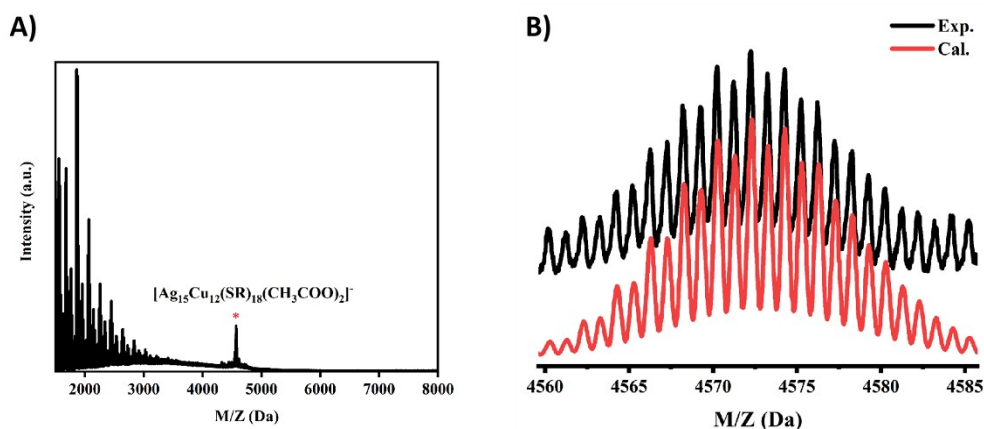 A)
Intensity (a.u.)
[Ag₁₅Cu₁₂(SR)₁₈(CH₃COO)₂]⁻
*
2000 3000 4000 5000 6000 7000 8000
M/Z (Da)
B)
Exp.
Cal.
4560 4565 4570 4575 4580 4585
M/Z (Da)